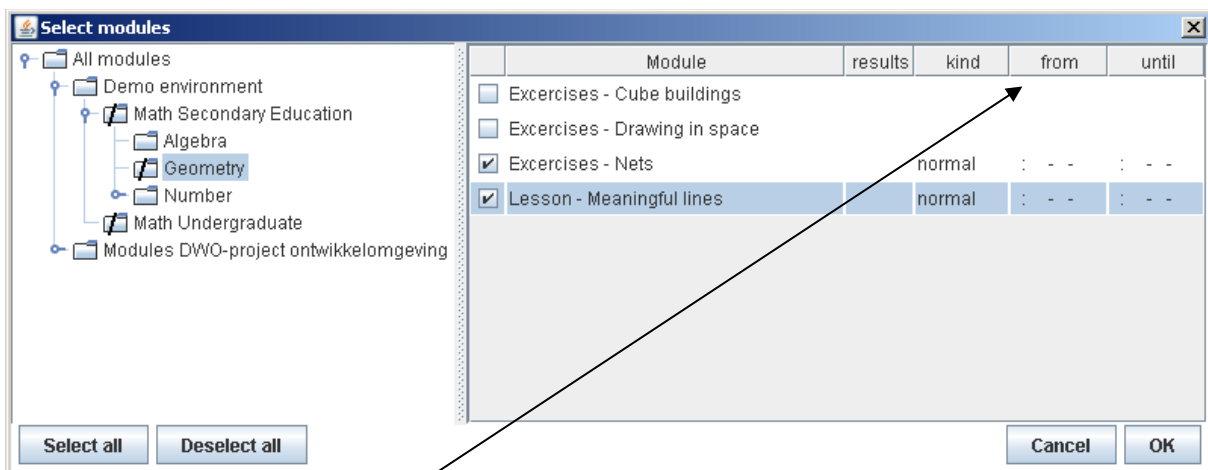 Select modules
All modules
Demo environment
Math Secondary Education
Algebra
Geometry
Number
Math Undergraduate
Modules DWO-project ontwikkelomgeving
Module results kind from until
Excercises - Cube buildings
Excercises - Drawing in space
Excercises - Nets normal : - - : - -
Lesson - Meaningful lines normal : - - : - -
Select all Deselect all Cancel OK